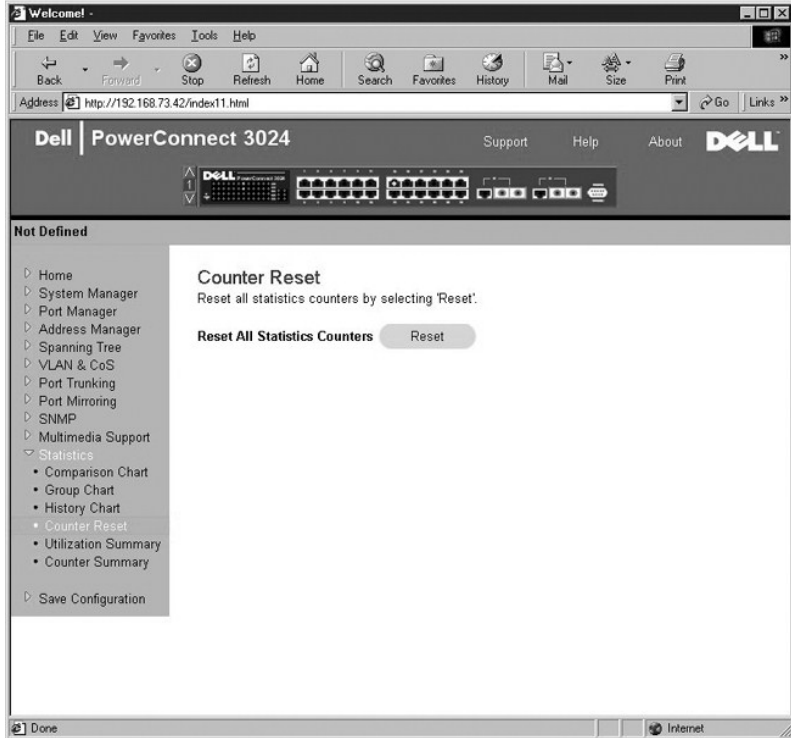 Welcome! -
File Edit View Favorites Tools Help
Back Forward Stop Refresh Home Search Favorites History Mail Size Print »
Address http://192.168.73.42/index11.html Go Links »
Dell | PowerConnect 3024 Support Help About DELL
1 DELL
Not Defined
Home
System Manager
Port Manager
Address Manager
Spanning Tree
VLAN & CoS
Port Trunking
Port Mirroring
SNMP
Multimedia Support
Statistics
• Comparison Chart
• Group Chart
• History Chart
• Counter Reset
• Utilization Summary
• Counter Summary
Save Configuration
Counter Reset
Reset all statistics counters by selecting 'Reset'.
Reset All Statistics Counters Reset
Done Internet